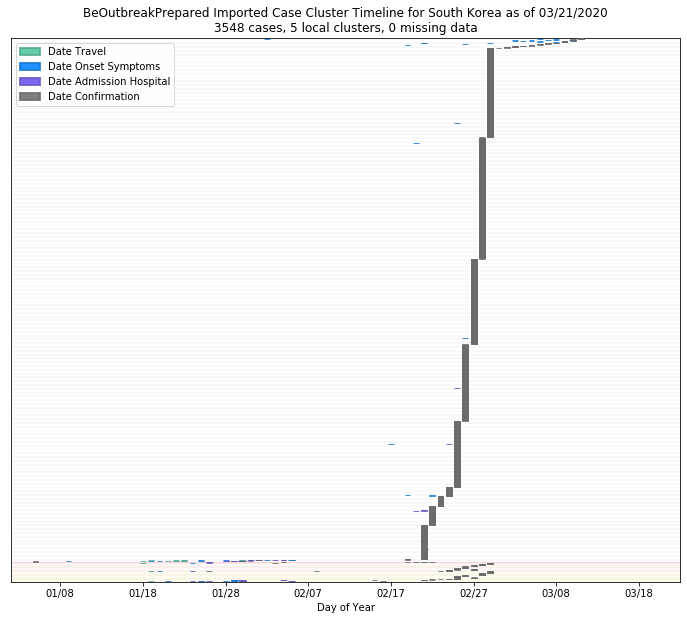 BeOutbreakPrepared Imported Case Cluster Timeline for South Korea as of 03/21/2020
3548 cases, 5 local clusters, 0 missing data
Date Travel
Date Onset Symptoms
Date Admission Hospital
Date Confirmation
01/08 01/18 01/28 02/07 02/17 02/27 03/08 03/18
Day of Year